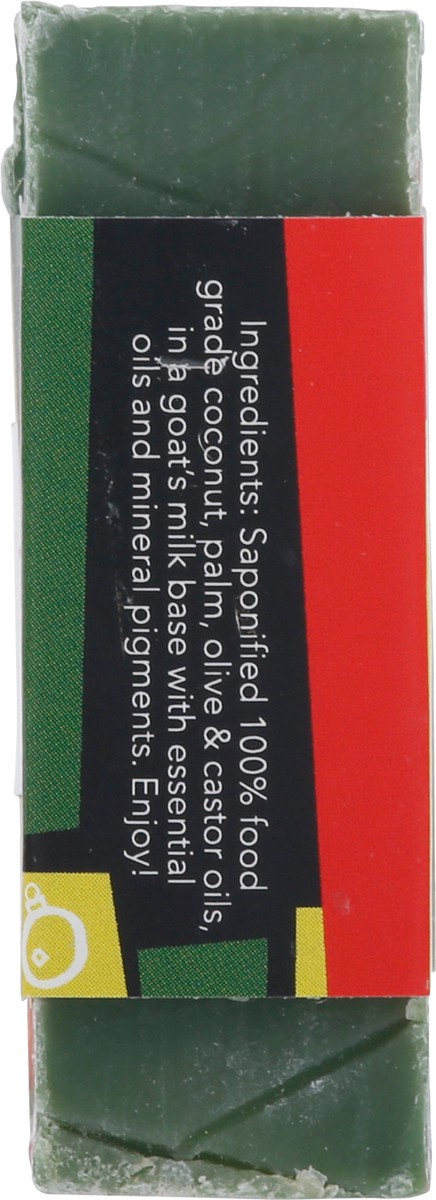 Ingredients: Saponified 100% food
grade coconut, palm, olive & castor oils,
in a goat's milk base with essential
oils and mineral pigments. Enjoy!